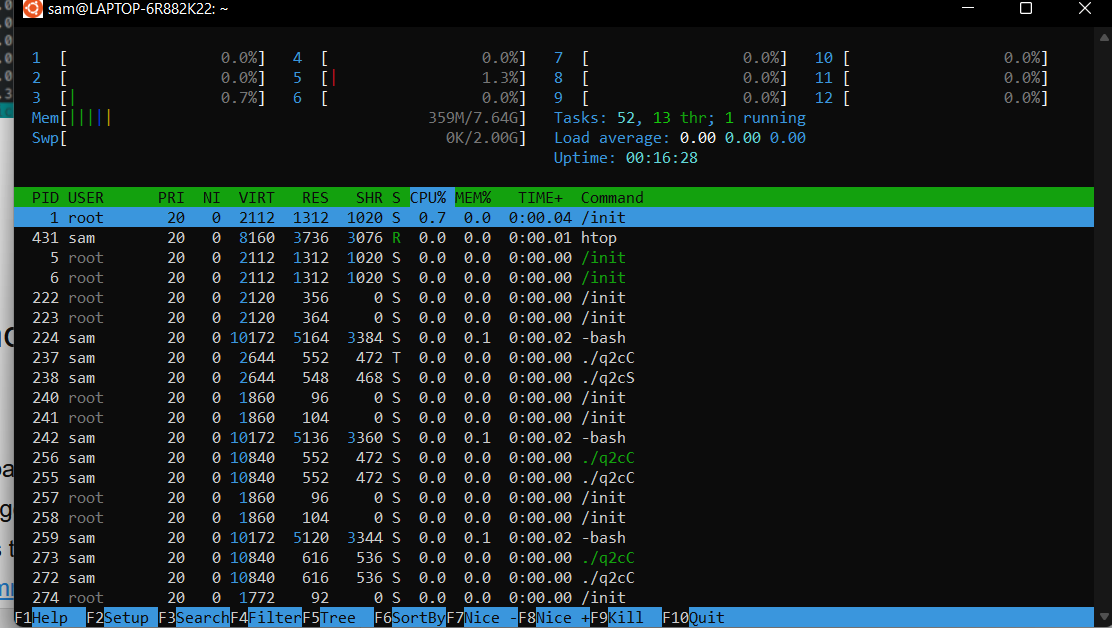 sam@LAPTOP-6R882K22: ~
1 [ 0.0%] 4 [ 0.0%] 7 [ 0.0%] 10 [ 0.0%]
2 [ 0.0%] 5 [| 1.3%] 8 [ 0.0%] 11 [ 0.0%]
3 [| 0.7%] 6 [ 0.0%] 9 [ 0.0%] 12 [ 0.0%]
Mem[||||| 359M/7.64G] Tasks: 52, 13 thr; 1 running
Swp[ 0K/2.00G] Load average: 0.00 0.00 0.00
Uptime: 00:16:28
PID USER PRI NI VIRT RES SHR S CPU% MEM% TIME+ Command
1 root 20 0 2112 1312 1020 S 0.7 0.0 0:00.04 /init
431 sam 20 0 8160 3736 3076 R 0.0 0.0 0:00.01 htop
5 root 20 0 2112 1312 1020 S 0.0 0.0 0:00.00 /init
6 root 20 0 2112 1312 1020 S 0.0 0.0 0:00.00 /init
222 root 20 0 2120 356 0 S 0.0 0.0 0:00.00 /init
223 root 20 0 2120 364 0 S 0.0 0.0 0:00.00 /init
224 sam 20 0 10172 5164 3384 S 0.0 0.1 0:00.02 -bash
237 sam 20 0 2644 552 472 T 0.0 0.0 0:00.00 ./q2cC
238 sam 20 0 2644 548 468 S 0.0 0.0 0:00.00 ./q2cS
240 root 20 0 1860 96 0 S 0.0 0.0 0:00.00 /init
241 root 20 0 1860 104 0 S 0.0 0.0 0:00.00 /init
242 sam 20 0 10172 5136 3360 S 0.0 0.1 0:00.02 -bash
256 sam 20 0 10840 552 472 S 0.0 0.0 0:00.00 ./q2cC
255 sam 20 0 10840 552 472 S 0.0 0.0 0:00.00 ./q2cC
257 root 20 0 1860 96 0 S 0.0 0.0 0:00.00 /init
258 root 20 0 1860 104 0 S 0.0 0.0 0:00.00 /init
259 sam 20 0 10172 5120 3344 S 0.0 0.1 0:00.02 -bash
273 sam 20 0 10840 616 536 S 0.0 0.0 0:00.00 ./q2cC
272 sam 20 0 10840 616 536 S 0.0 0.0 0:00.00 ./q2cC
274 root 20 0 1772 92 0 S 0.0 0.0 0:00.00 /init
F1Help F2Setup F3SearchF4FilterF5Tree F6SortByF7Nice -F8Nice +F9Kill F10Quit